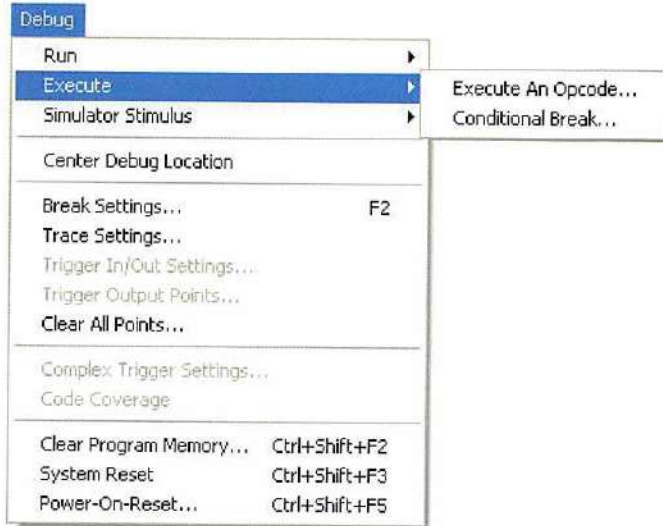 Debug
Run
Execute
Simulator Stimulus
Execute An Opcode...
Conditional Break...
Center Debug Location
Break Settings... F2
Trace Settings...
Trigger In/Out Settings...
Trigger Output Points...
Clear All Points...
Complex Trigger Settings...
Code Coverage
Clear Program Memory... Ctrl+Shift+F2
System Reset Ctrl+Shift+F3
Power-On-Reset... Ctrl+Shift+F5